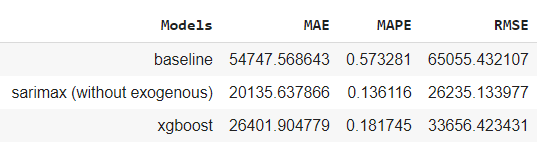 Models MAE MAPE RMSE
baseline 54747.568643 0.573281 65055.432107
sarimax (without exogenous) 20135.637866 0.136116 26235.133977
xgboost 26401.904779 0.181745 33656.423431